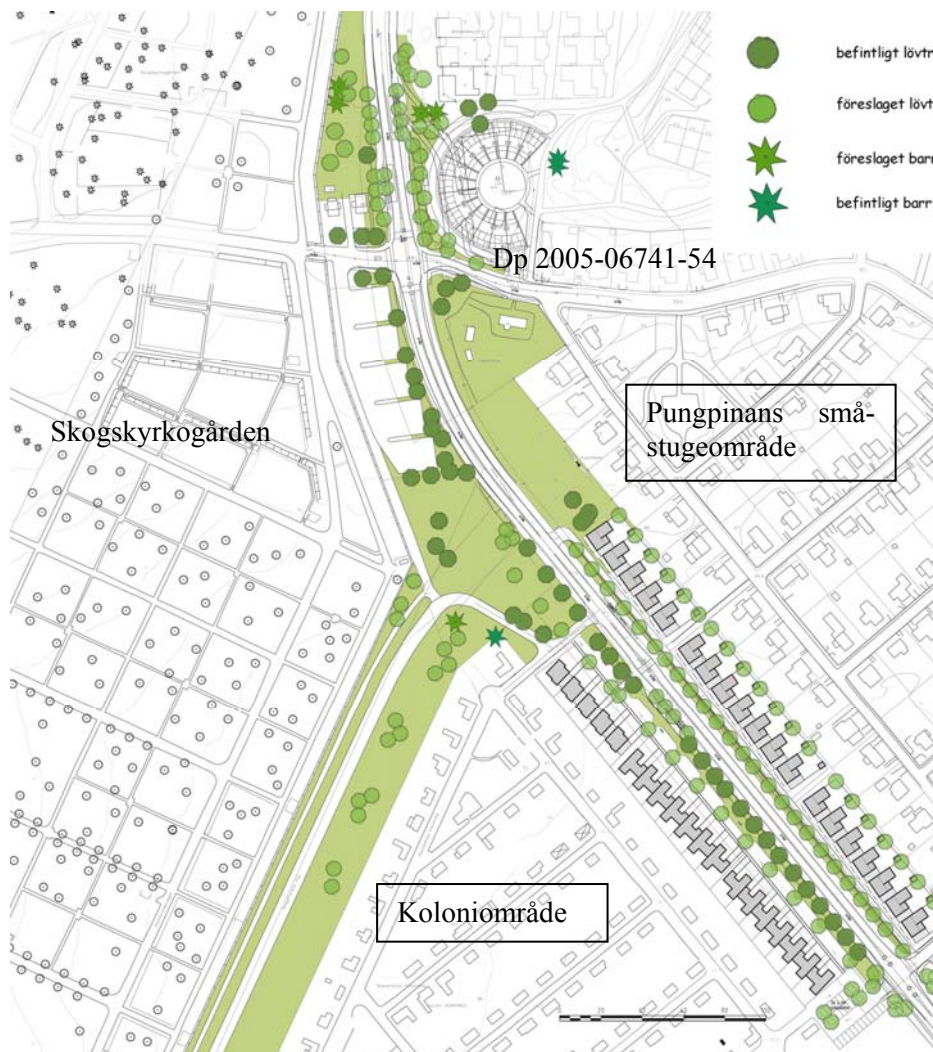 befintligt lövtr
föreslaget lövt
föreslaget barr
befintligt barr
Dp 2005-06741-54
Pungpinans små-
stugeområde
Skogskyrkogården
Koloniområde